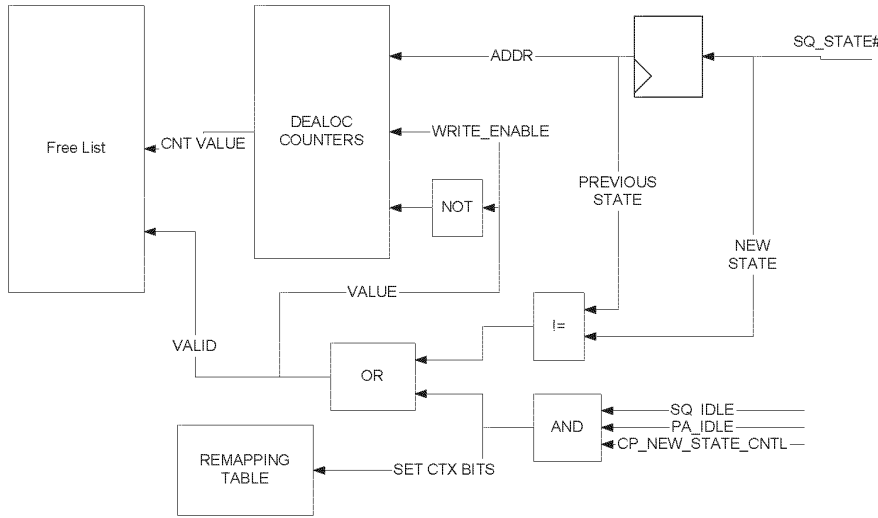 SQ_STATE#
ADDR
DEALOC
COUNTERS
WRITE_ENABLE
Free List
CNT VALUE
PREVIOUS
STATE
NOT
NEW
STATE
VALUE
!=
VALID
OR
SQ_IDLE
PA_IDLE
AND
CP_NEW_STATE_CNTL
REMAPPING
TABLE
SET CTX BITS